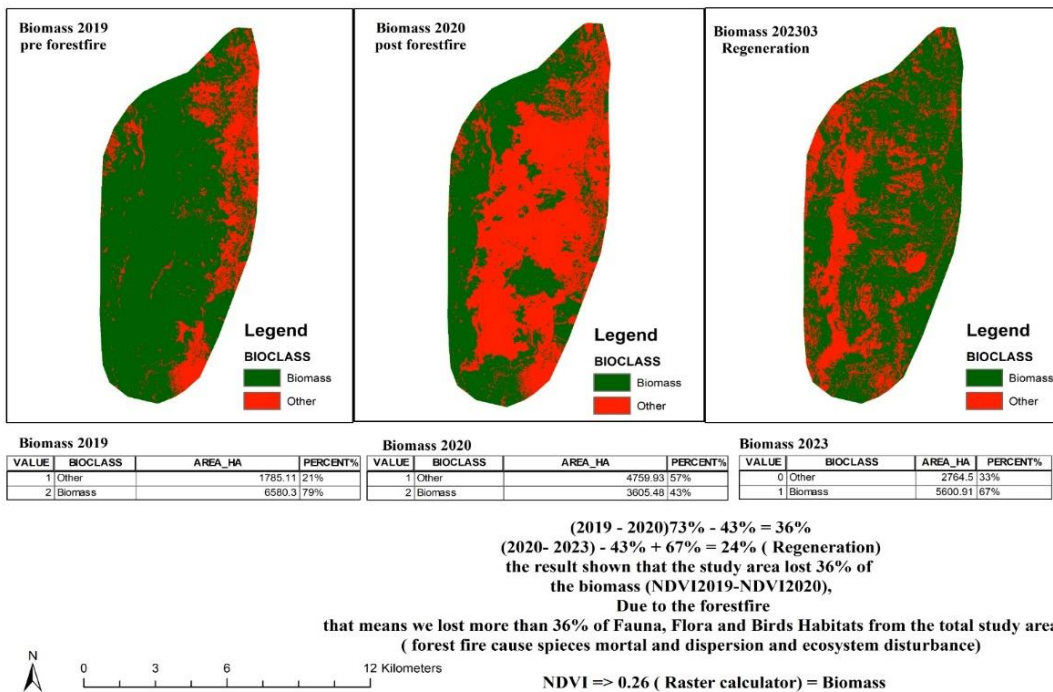 Biomass 2019
pre forestfire
Biomass 2020
post forestfire
Biomass 202303
Regeneration
Legend
BIOCLASS
Biomass
Other
Legend
BIOCLASS
Biomass
Other
Legend
BIOCLASS
Biomass
Other
Biomass 2019
VALUE BIOCLASS AREA_HA PERCENT%
1 Other 1785.11 21%
2 Biomass 6580.3 79%
Biomass 2020
VALUE BIOCLASS AREA_HA PERCENT%
1 Other 4759.93 57%
2 Biomass 3605.48 43%
Biomass 2023
VALUE BIOCLASS AREA_HA PERCENT%
0 Other 2764.5 33%
1 Biomass 5600.91 67%
(2019 - 2020)73% - 43% = 36%
(2020- 2023) - 43% + 67% = 24% ( Regeneration)
the result shown that the study area lost 36% of
the biomass (NDVI2019-NDVI2020),
Due to the forestfire
that means we lost more than 36% of Fauna, Flora and Birds Habitats from the total study area
( forest fire cause spieces mortal and dispersion and ecosystem disturbance)
N
0 3 6 12 Kilometers
NDVI => 0.26 ( Raster calculator) = Biomass